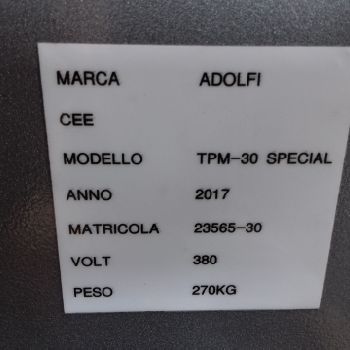 MARCA ADOLFI
CEE
MODELLO TPM-30 SPECIAL
ANNO 2017
MATRICOLA 23565-30
VOLT 380
PESO 270KG